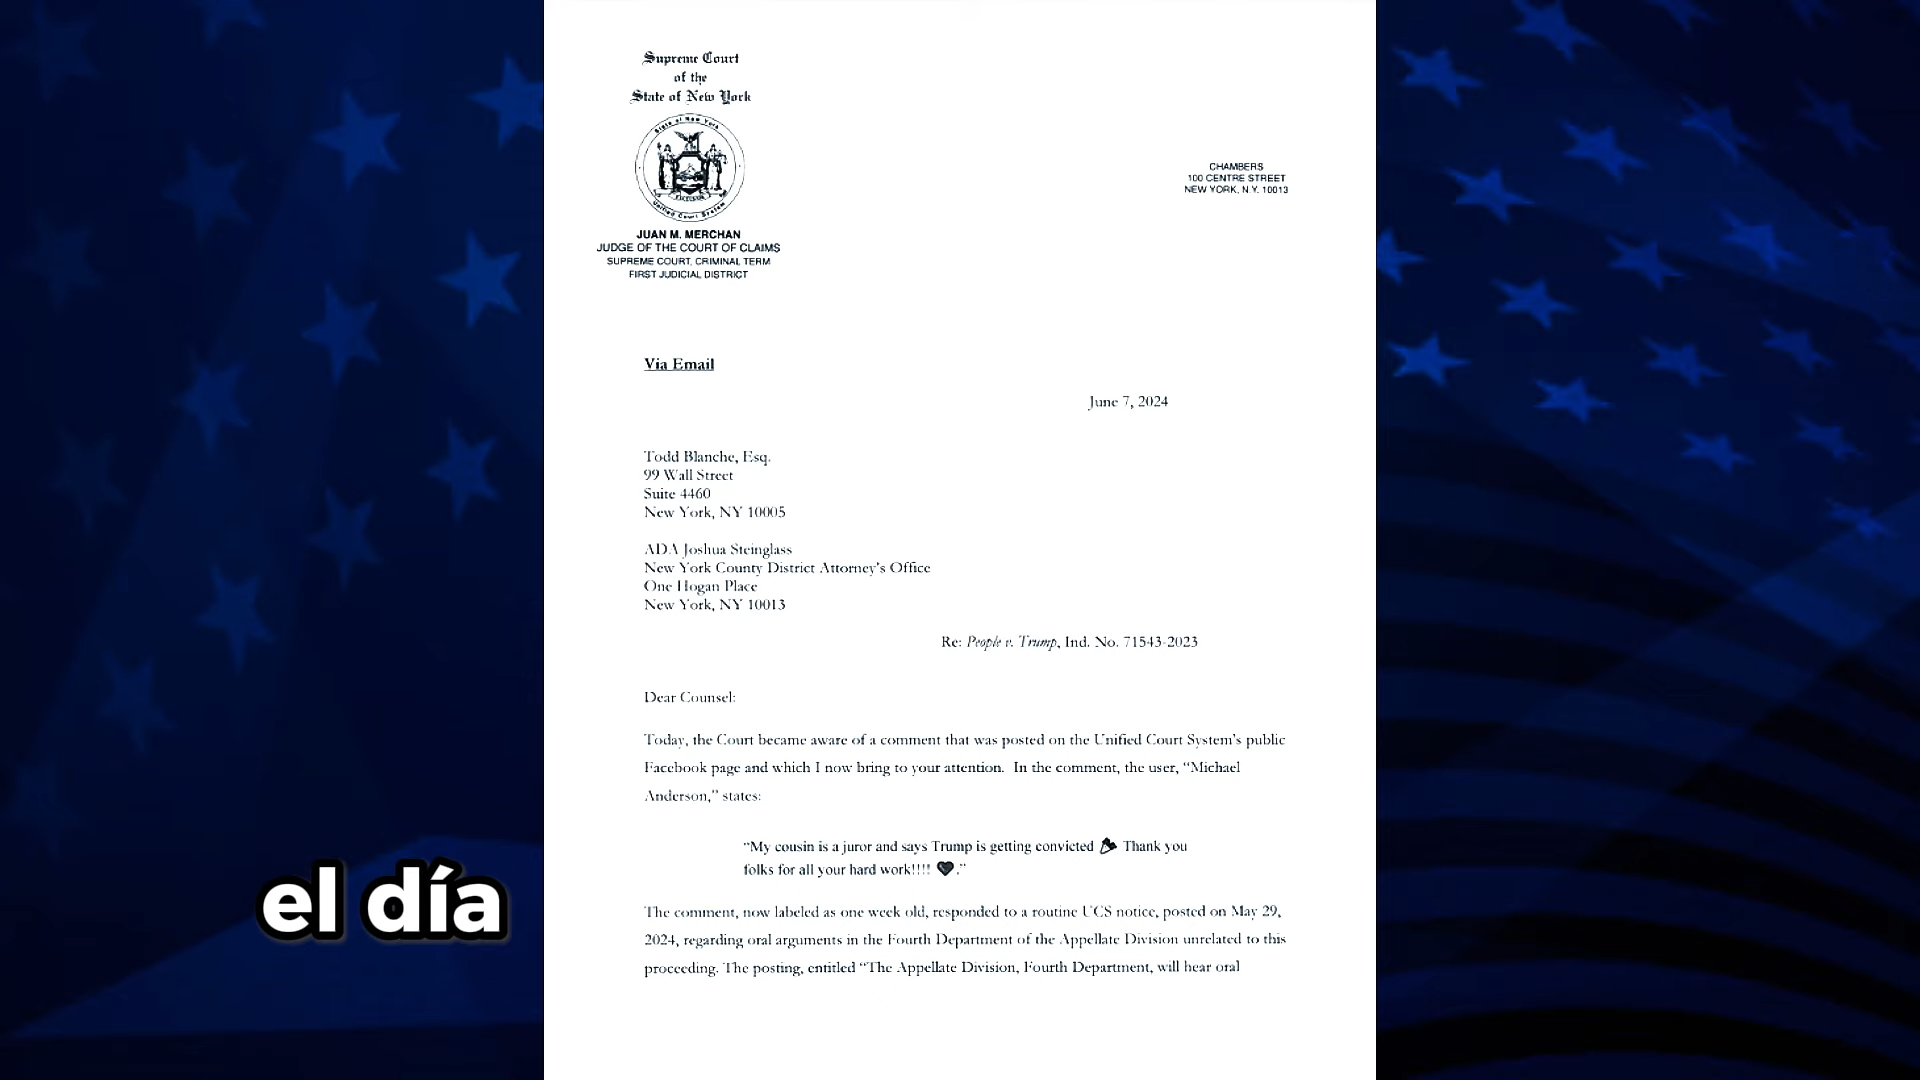 Supreme Court
of the
State of New York
State of New York
EXCELSIOR
Unified Court System
JUAN M. MERCHAN
JUDGE OF THE COURT OF CLAIMS
SUPREME COURT, CRIMINAL TERM
FIRST JUDICIAL DISTRICT
CHAMBERS
100 CENTRE STREET
NEW YORK, N.Y. 10013
Via Email
June 7, 2024
Todd Blanche, Esq.
99 Wall Street
Suite 4460
New York, NY 10005
ADA Joshua Steinglass
New York County District Attorney's Office
One Hogan Place
New York, NY 10013
Re: People v. Trump, Ind. No. 71543-2023
Dear Counsel:
Today, the Court became aware of a comment that was posted on the Unified Court System's public
Facebook page and which I now bring to your attention. In the comment, the user, “Michael
Anderson,” states:
“My cousin is a juror and says Trump is getting convicted 🎉 Thank you
folks for all your hard work!!!! ❤.”
The comment, now labeled as one week old, responded to a routine UCS notice, posted on May 29,
2024, regarding oral arguments in the Fourth Department of the Appellate Division unrelated to this
proceeding. The posting, entitled “The Appellate Division, Fourth Department, will hear oral
el día